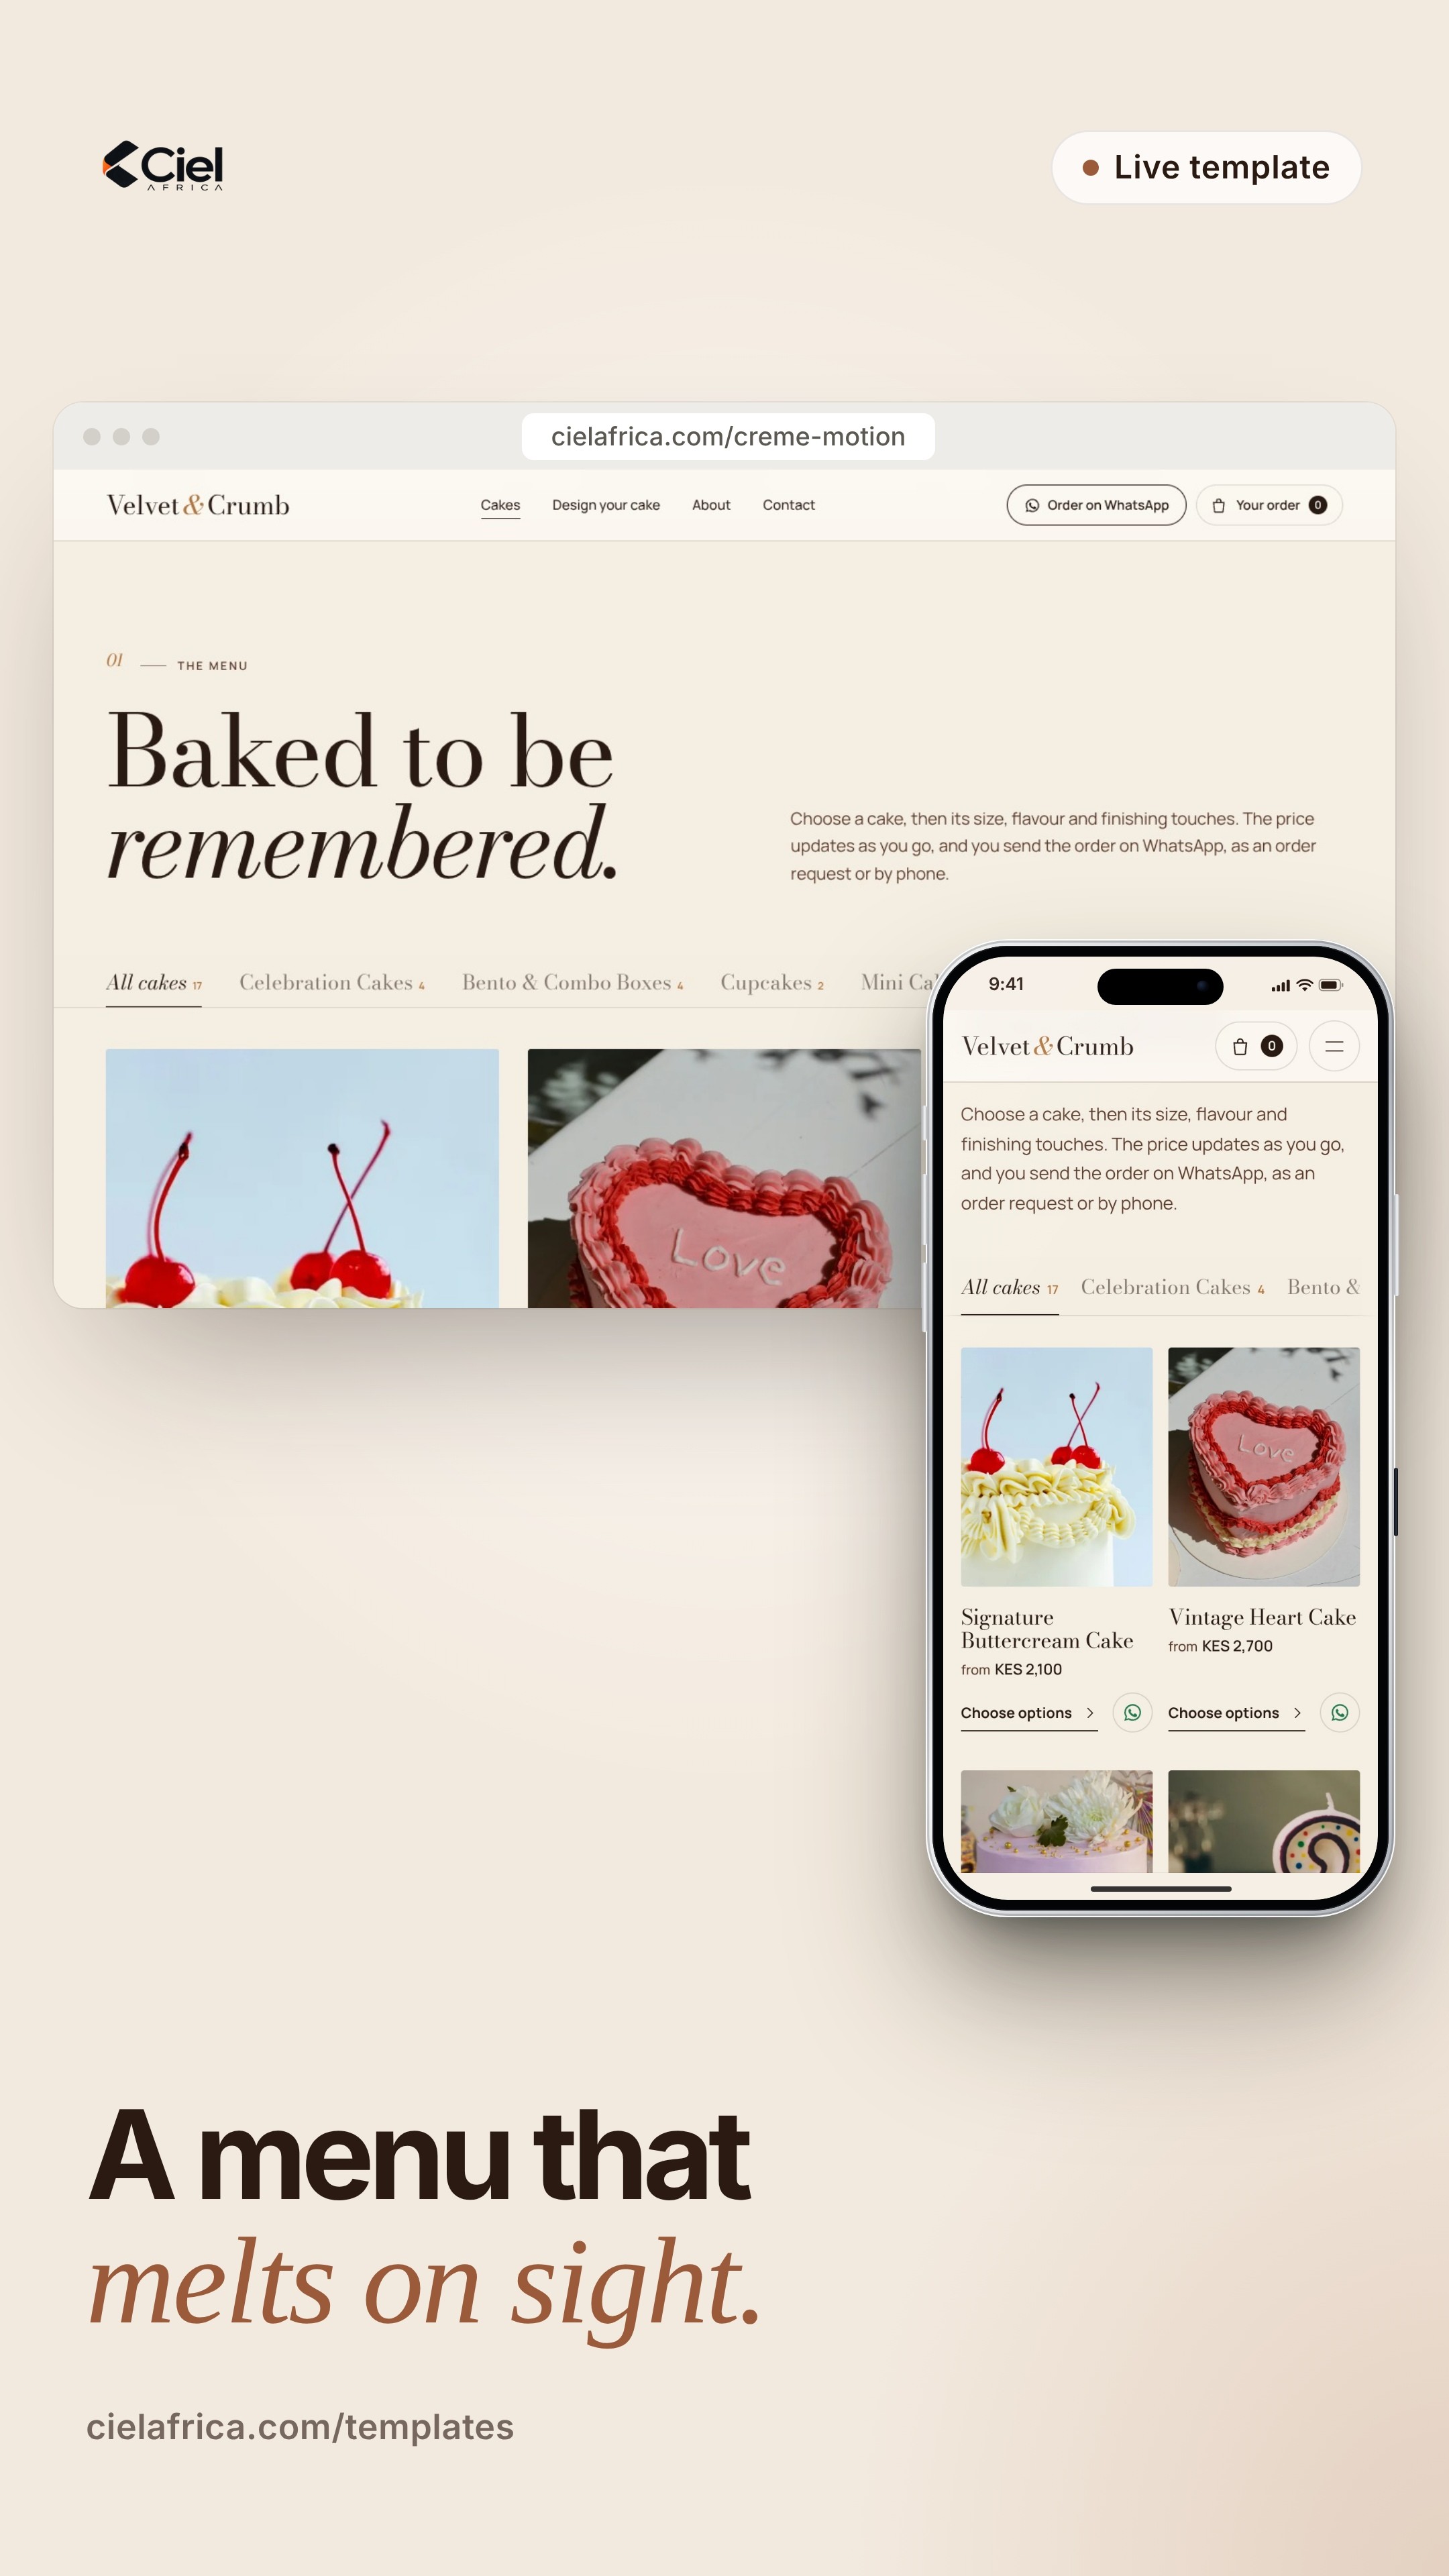 Ciel
AFRICA
Live template
cielafrica.com/creme-motion
Velvet & Crumb
Cakes
Design your cake
About
Contact
Order on WhatsApp
Your order 0
01 — THE MENU
Baked to be
remembered.
Choose a cake, then its size, flavour and finishing touches. The price
updates as you go, and you send the order on WhatsApp, as an order
request or by phone.
All cakes 17
Celebration Cakes 4
Bento & Combo Boxes 4
Cupcakes 2
Mini
Love
9:41
Velvet & Crumb
0
Choose a cake, then its size, flavour and
finishing touches. The price updates as you go,
and you send the order on WhatsApp, as an
order request or by phone.
All cakes 17
Celebration Cakes 4
Bento &
Love
Signature
Buttercream Cake
from KES 2,100
Choose options
Vintage Heart Cake
from KES 2,700
Choose options
A menu that
melts on sight.
cielafrica.com/templates